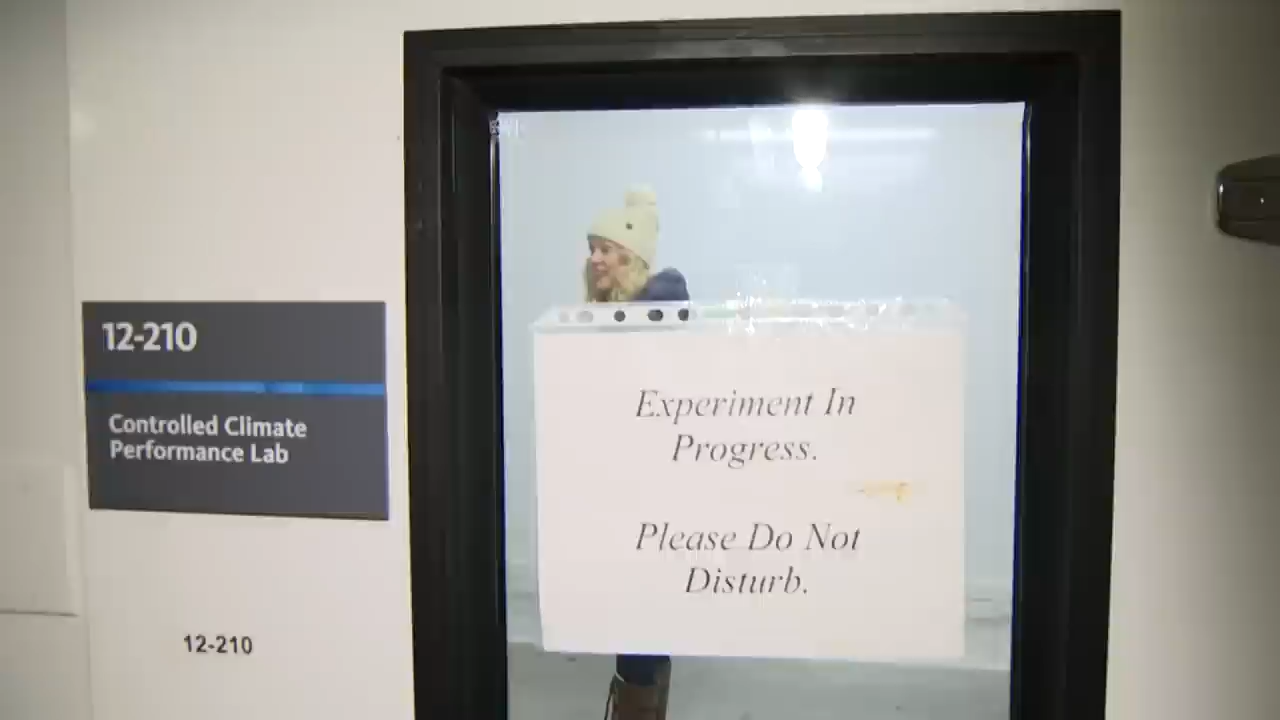 12-210
Controlled Climate
Performance Lab
12-210
Experiment In
Progress.
Please Do Not
Disturb.